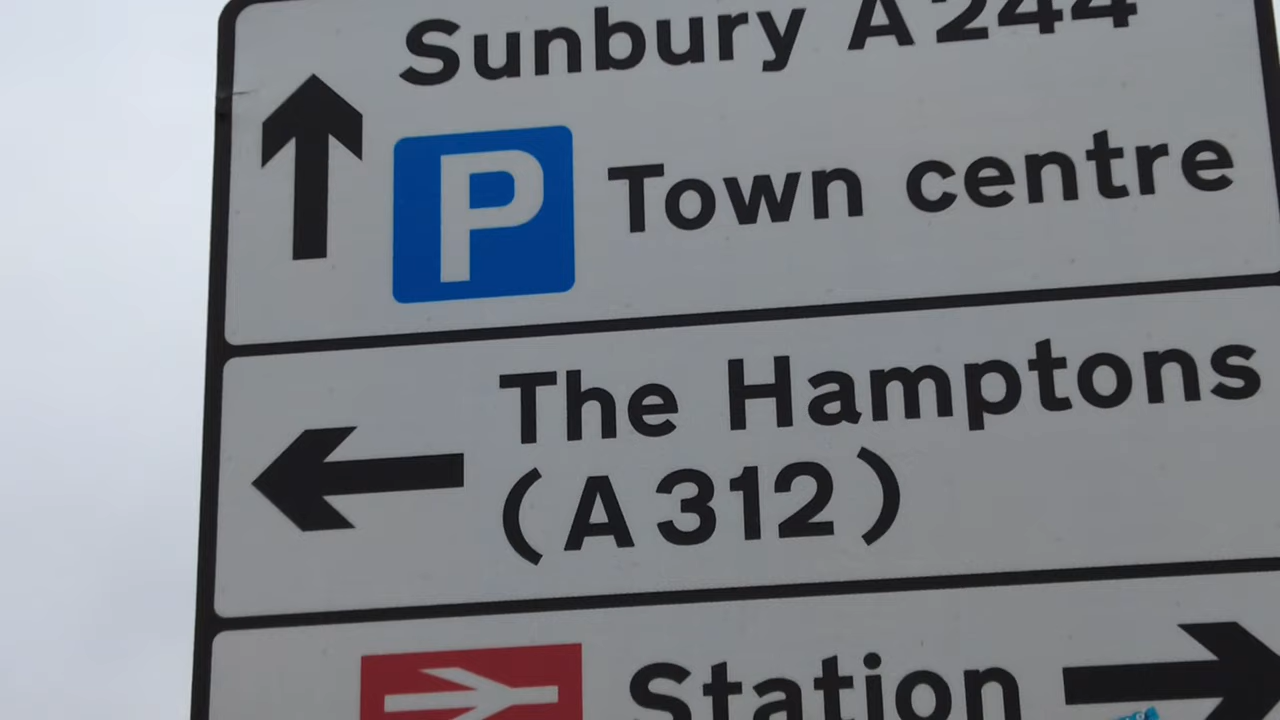 Sunbury A244
P Town centre
The Hamptons
(A312)
Station